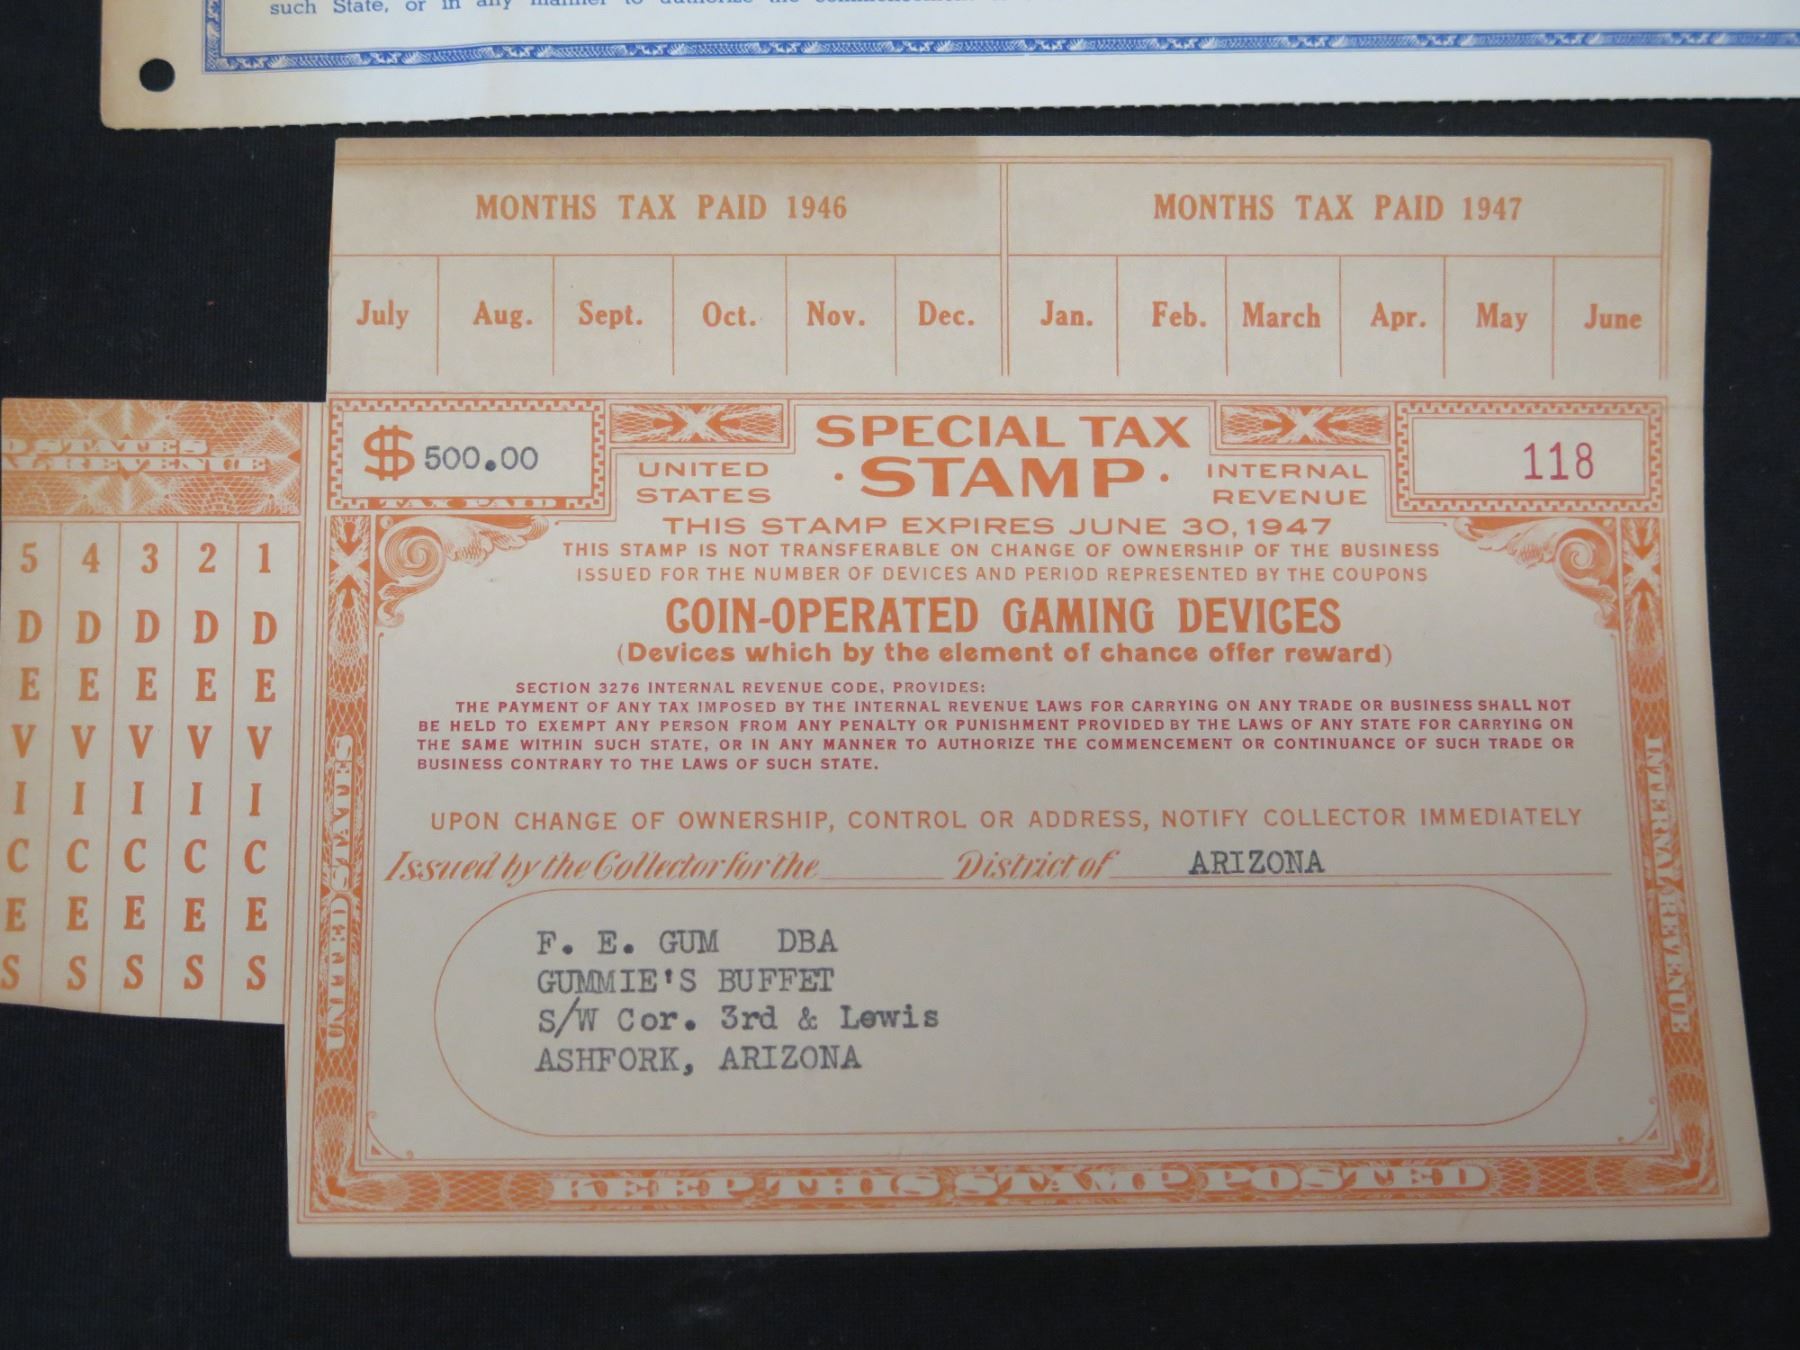 such State, or in any manner to authorize the commencement
MONTHS TAX PAID 1946
MONTHS TAX PAID 1947
July Aug. Sept. Oct. Nov. Dec. Jan. Feb. March Apr. May June
D STATES
L REVENUE
5 4 3 2 1
DEVICES DEVICES DEVICES DEVICES DEVICES
$500.00
TAX PAID
UNITED STATES
SPECIAL TAX
· STAMP ·
INTERNAL REVENUE
118
THIS STAMP EXPIRES JUNE 30, 1947
THIS STAMP IS NOT TRANSFERABLE ON CHANGE OF OWNERSHIP OF THE BUSINESS
ISSUED FOR THE NUMBER OF DEVICES AND PERIOD REPRESENTED BY THE COUPONS
COIN-OPERATED GAMING DEVICES
(Devices which by the element of chance offer reward)
SECTION 3276 INTERNAL REVENUE CODE, PROVIDES:
THE PAYMENT OF ANY TAX IMPOSED BY THE INTERNAL REVENUE LAWS FOR CARRYING ON ANY TRADE OR BUSINESS SHALL NOT
BE HELD TO EXEMPT ANY PERSON FROM ANY PENALTY OR PUNISHMENT PROVIDED BY THE LAWS OF ANY STATE FOR CARRYING ON
THE SAME WITHIN SUCH STATE, OR IN ANY MANNER TO AUTHORIZE THE COMMENCEMENT OR CONTINUANCE OF SUCH TRADE OR
BUSINESS CONTRARY TO THE LAWS OF SUCH STATE.
UPON CHANGE OF OWNERSHIP, CONTROL OR ADDRESS, NOTIFY COLLECTOR IMMEDIATELY
Issued by the Collector for the District of ARIZONA
F. E. GUM DBA
GUMMIE'S BUFFET
S/W Cor. 3rd & Lewis
ASHFORK, ARIZONA
UNITED STATES
INTERNAL REVENUE
KEEP THIS STAMP POSTED